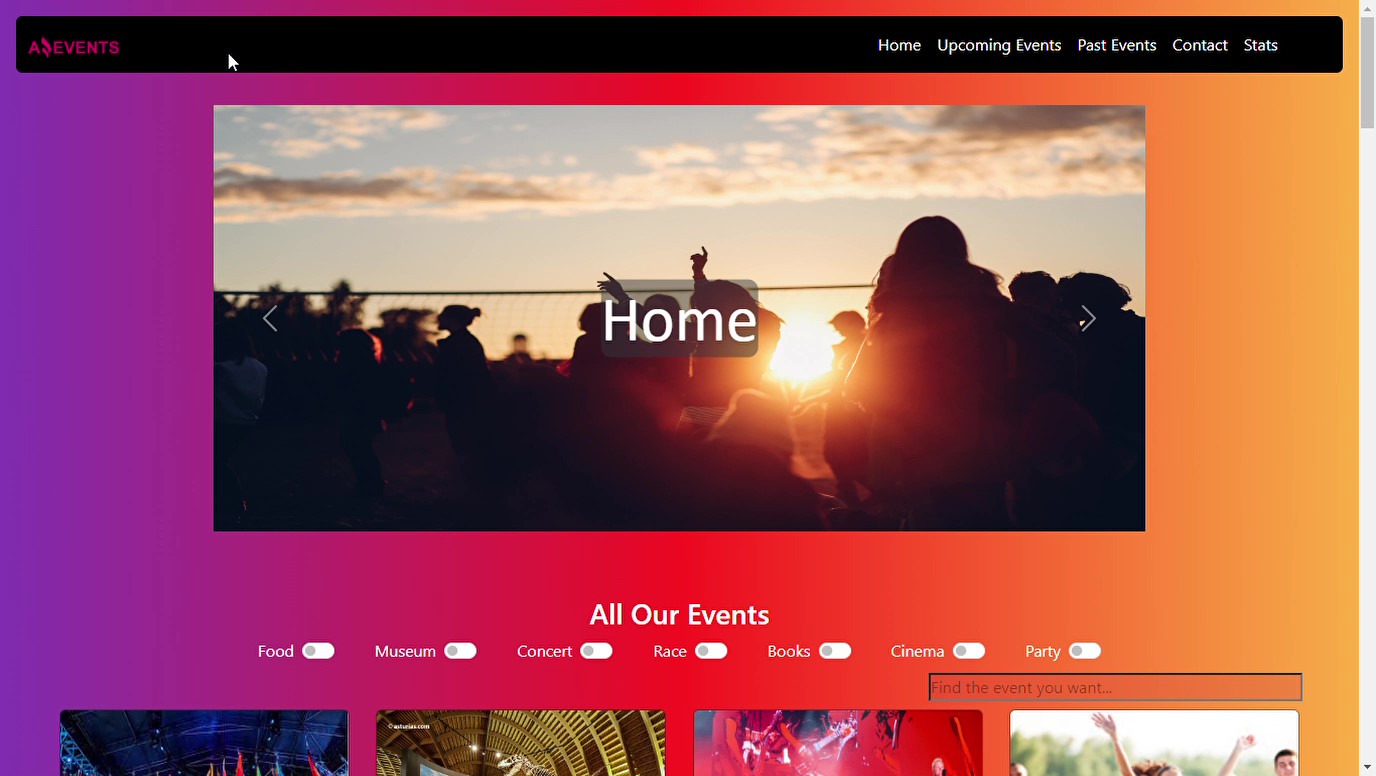 AEVENTS
Home Upcoming Events Past Events Contact Stats
Home
All Our Events
Food Museum Concert Race Books Cinema Party
Find the event you want...
© asturias.com